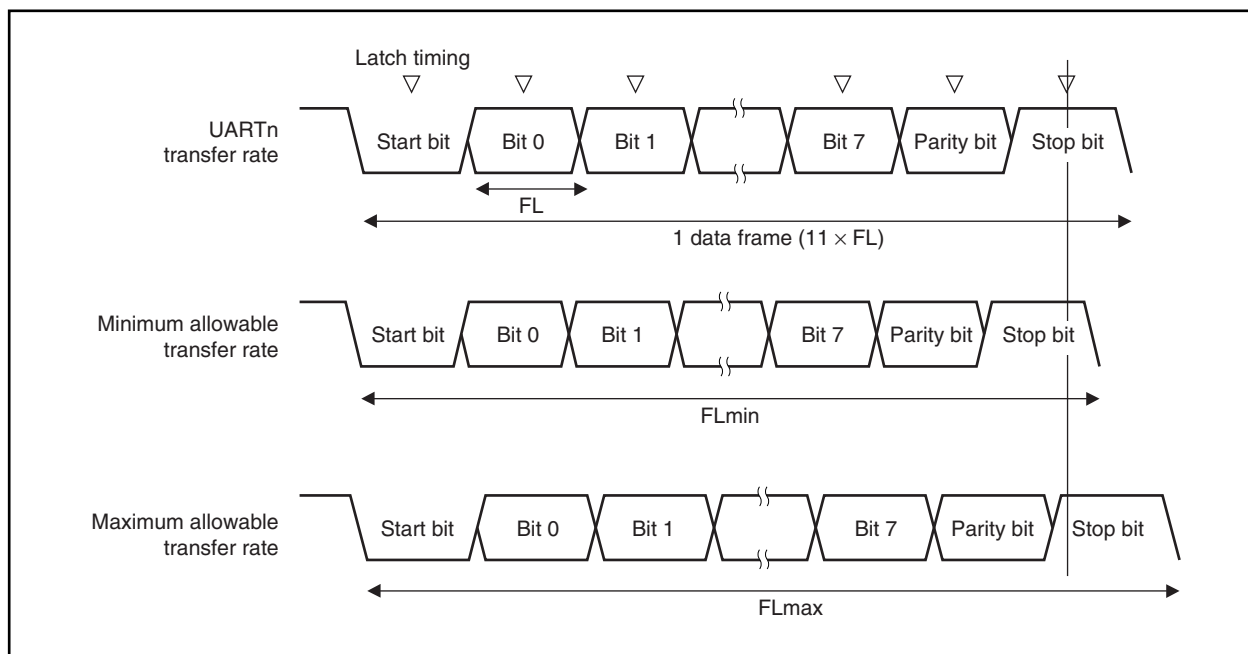 Latch timing
UARTn
transfer rate
Start bit
Bit 0
Bit 1
Bit 7
Parity bit
Stop bit
FL
1 data frame (11 × FL)
Minimum allowable
transfer rate
Start bit
Bit 0
Bit 1
Bit 7
Parity bit
Stop bit
FLmin
Maximum allowable
transfer rate
Start bit
Bit 0
Bit 1
Bit 7
Parity bit
Stop bit
FLmax